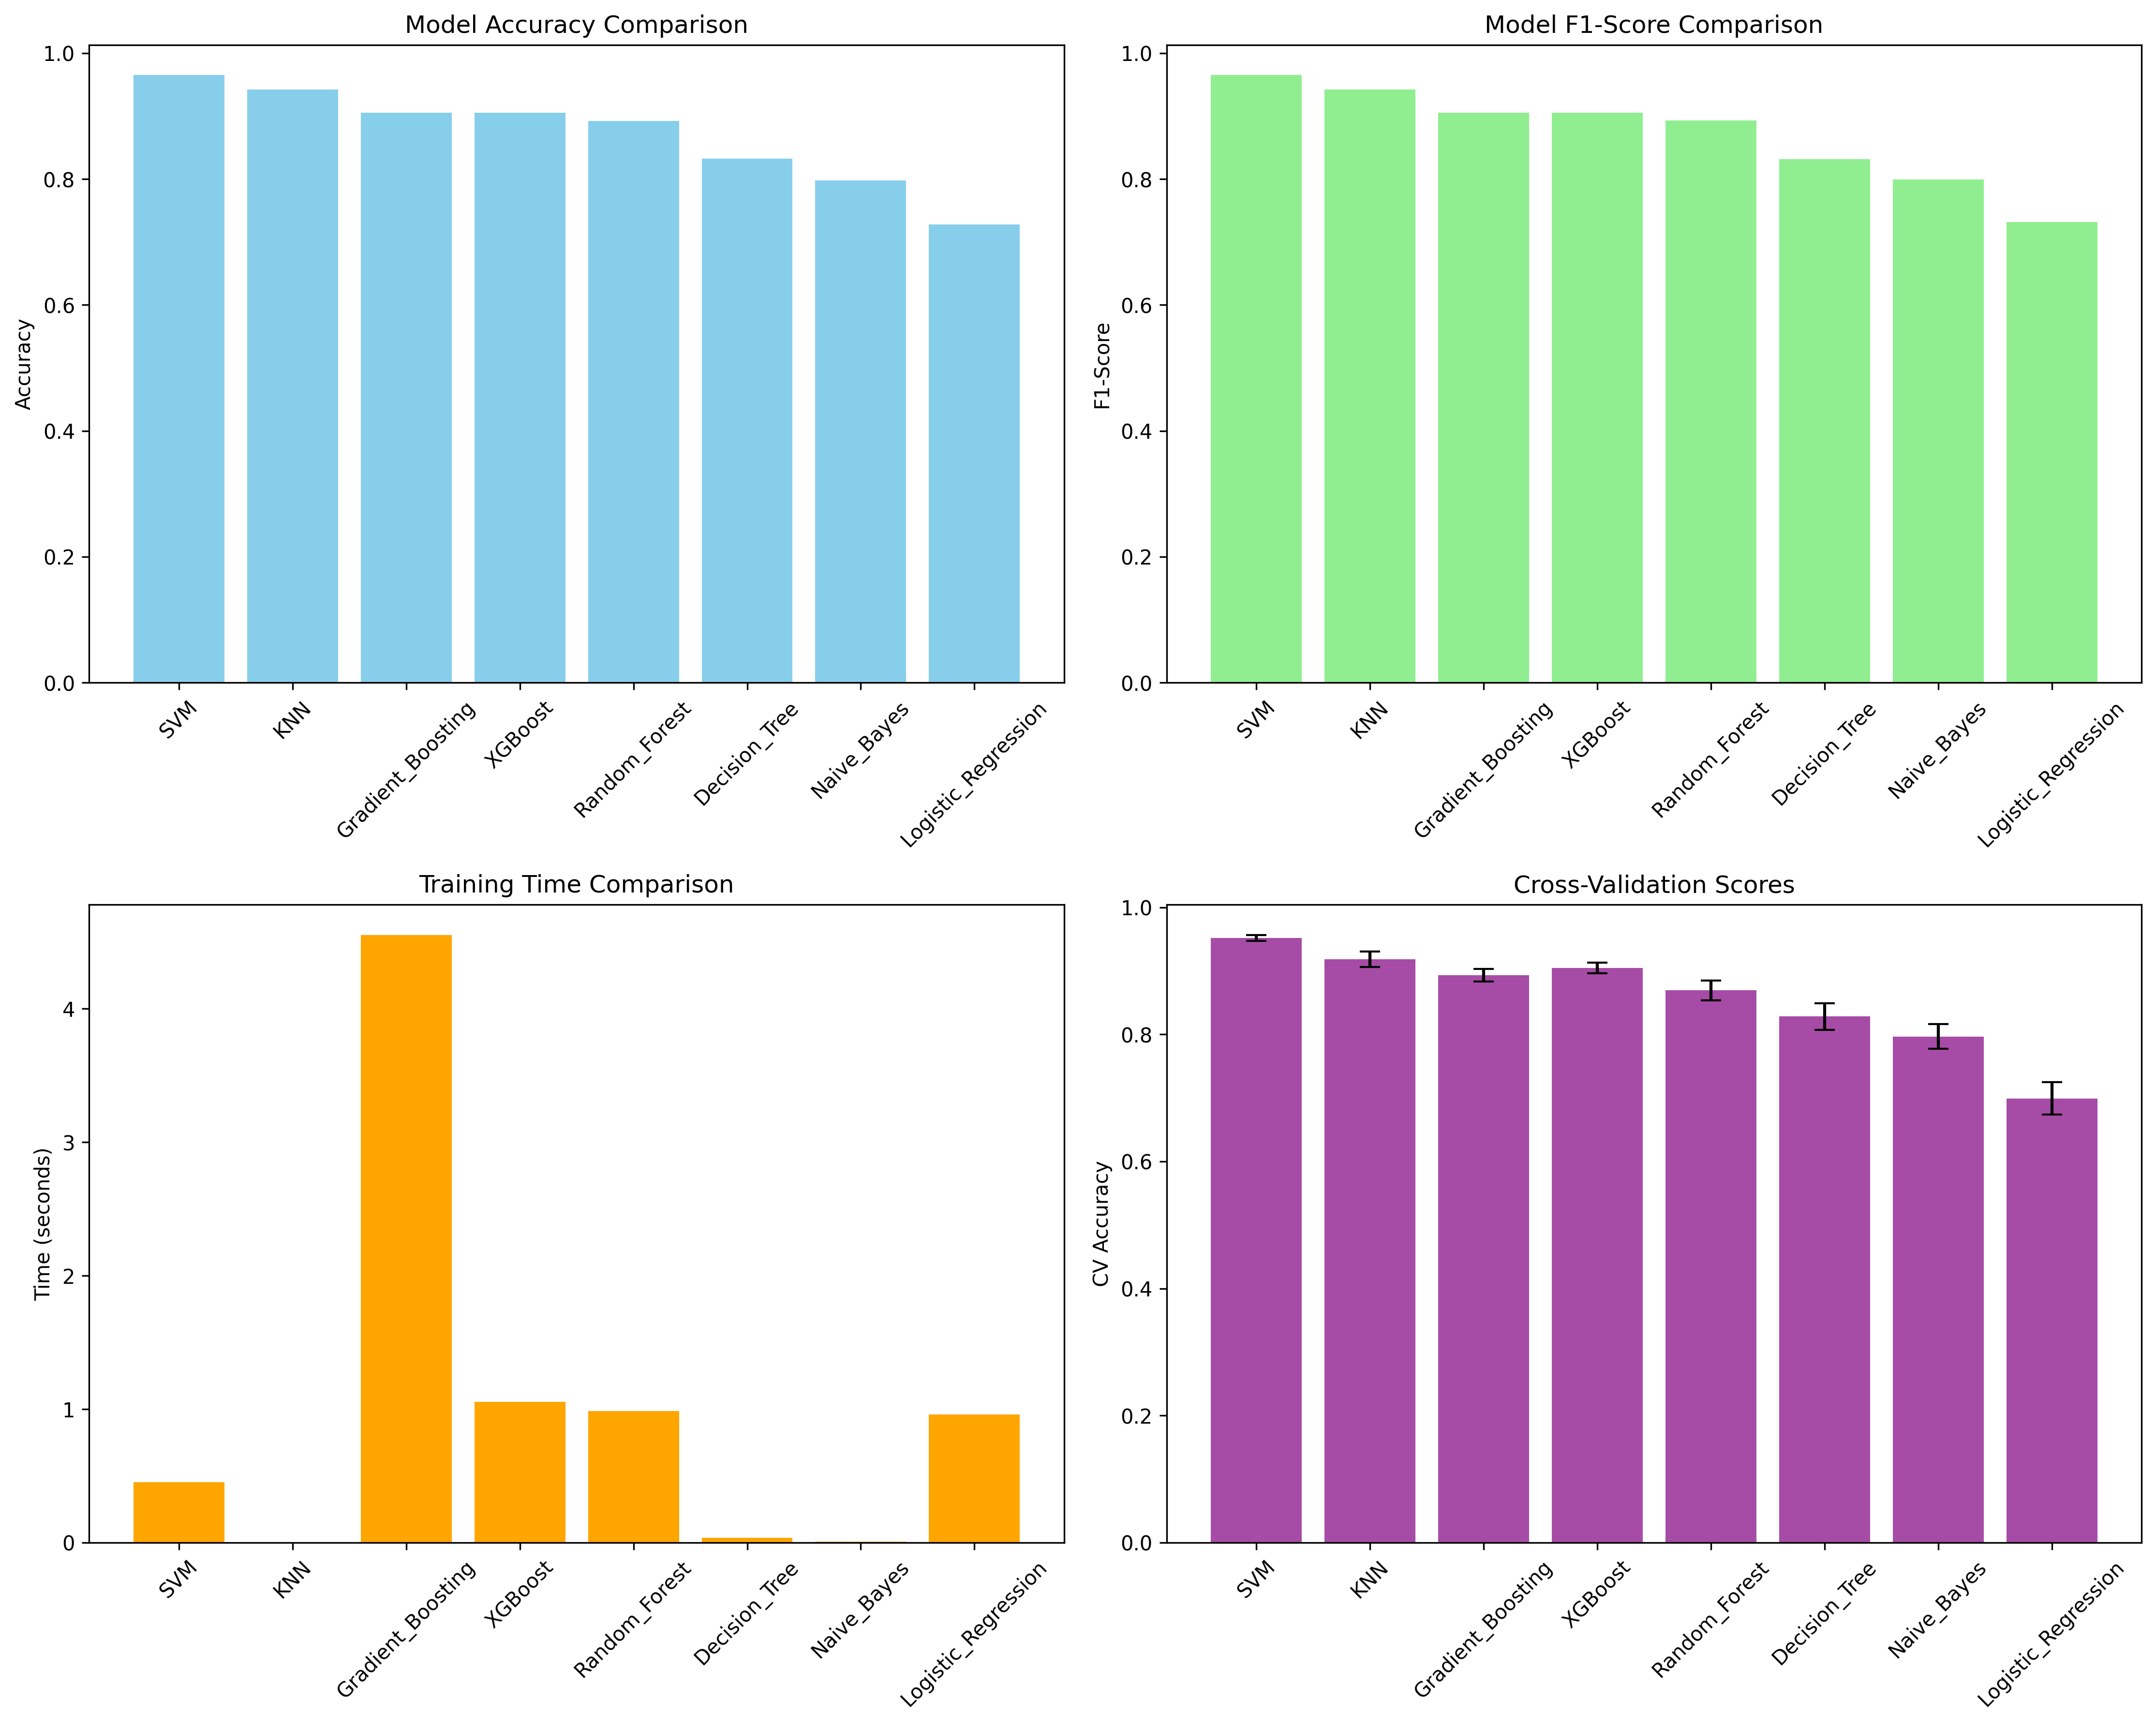 Model Accuracy Comparison
1.0
0.8
0.6
0.4
0.2
0.0
Accuracy
SVM
KNN
Gradient_Boosting
XGBoost
Random_Forest
Decision_Tree
Naive_Bayes
Logistic_Regression
Model F1-Score Comparison
1.0
0.8
0.6
0.4
0.2
0.0
F1-Score
SVM
KNN
Gradient_Boosting
XGBoost
Random_Forest
Decision_Tree
Naive_Bayes
Logistic_Regression
Training Time Comparison
4
3
2
1
0
Time (seconds)
SVM
KNN
Gradient_Boosting
XGBoost
Random_Forest
Decision_Tree
Naive_Bayes
Logistic_Regression
Cross-Validation Scores
1.0
0.8
0.6
0.4
0.2
0.0
CV Accuracy
SVM
KNN
Gradient_Boosting
XGBoost
Random_Forest
Decision_Tree
Naive_Bayes
Logistic_Regression